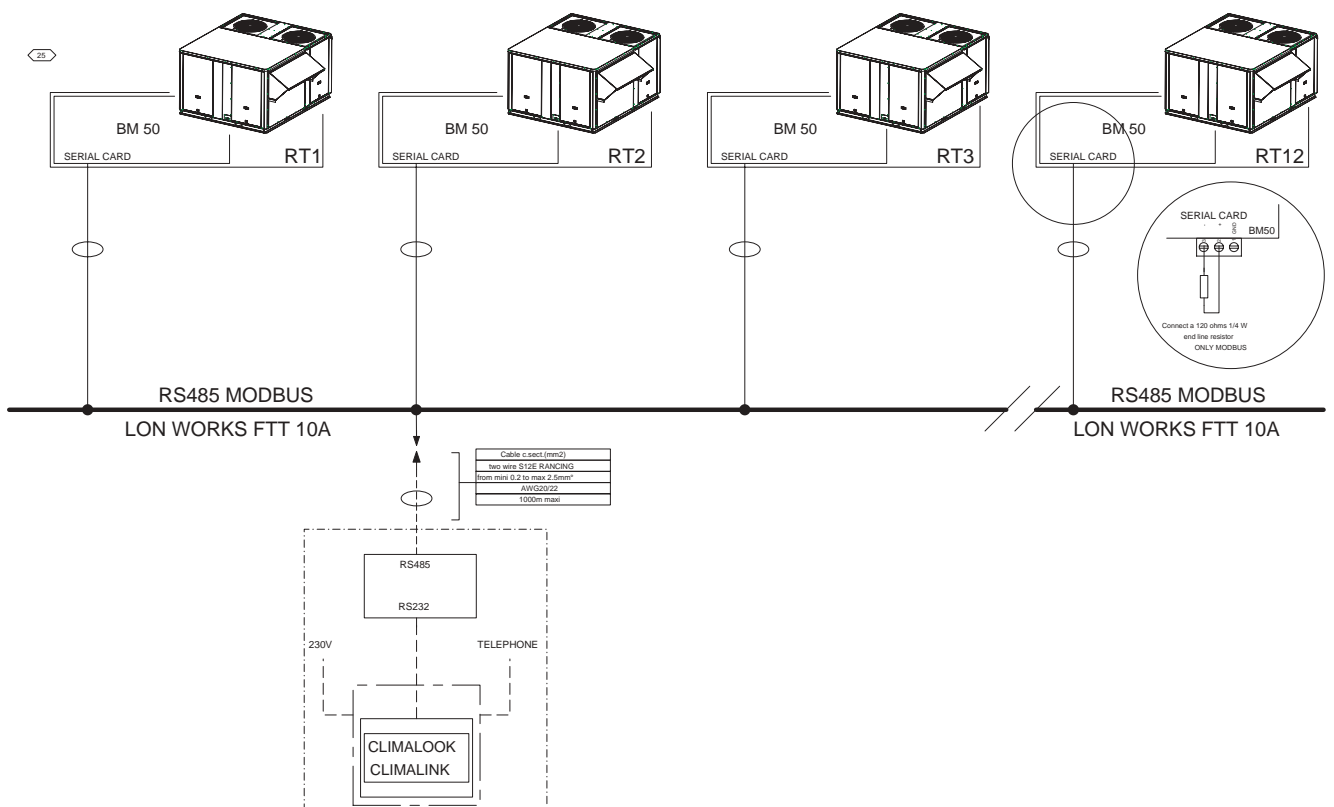 25
BM 50
SERIAL CARD
RT1
BM 50
SERIAL CARD
RT2
BM 50
SERIAL CARD
RT3
BM 50
SERIAL CARD
RT12
SERIAL CARD
- + GND
BM50
Connect a 120 ohms 1/4 W
end line resistor
ONLY MODBUS
RS485 MODBUS
RS485 MODBUS
LON WORKS FTT 10A
LON WORKS FTT 10A
Cable c.sect.(mm2)
two wire S12E RANCING
from mini 0.2 to max 2.5mm²
AWG20/22
1000m maxi
RS485
RS232
230V
TELEPHONE
CLIMALOOK
CLIMALINK